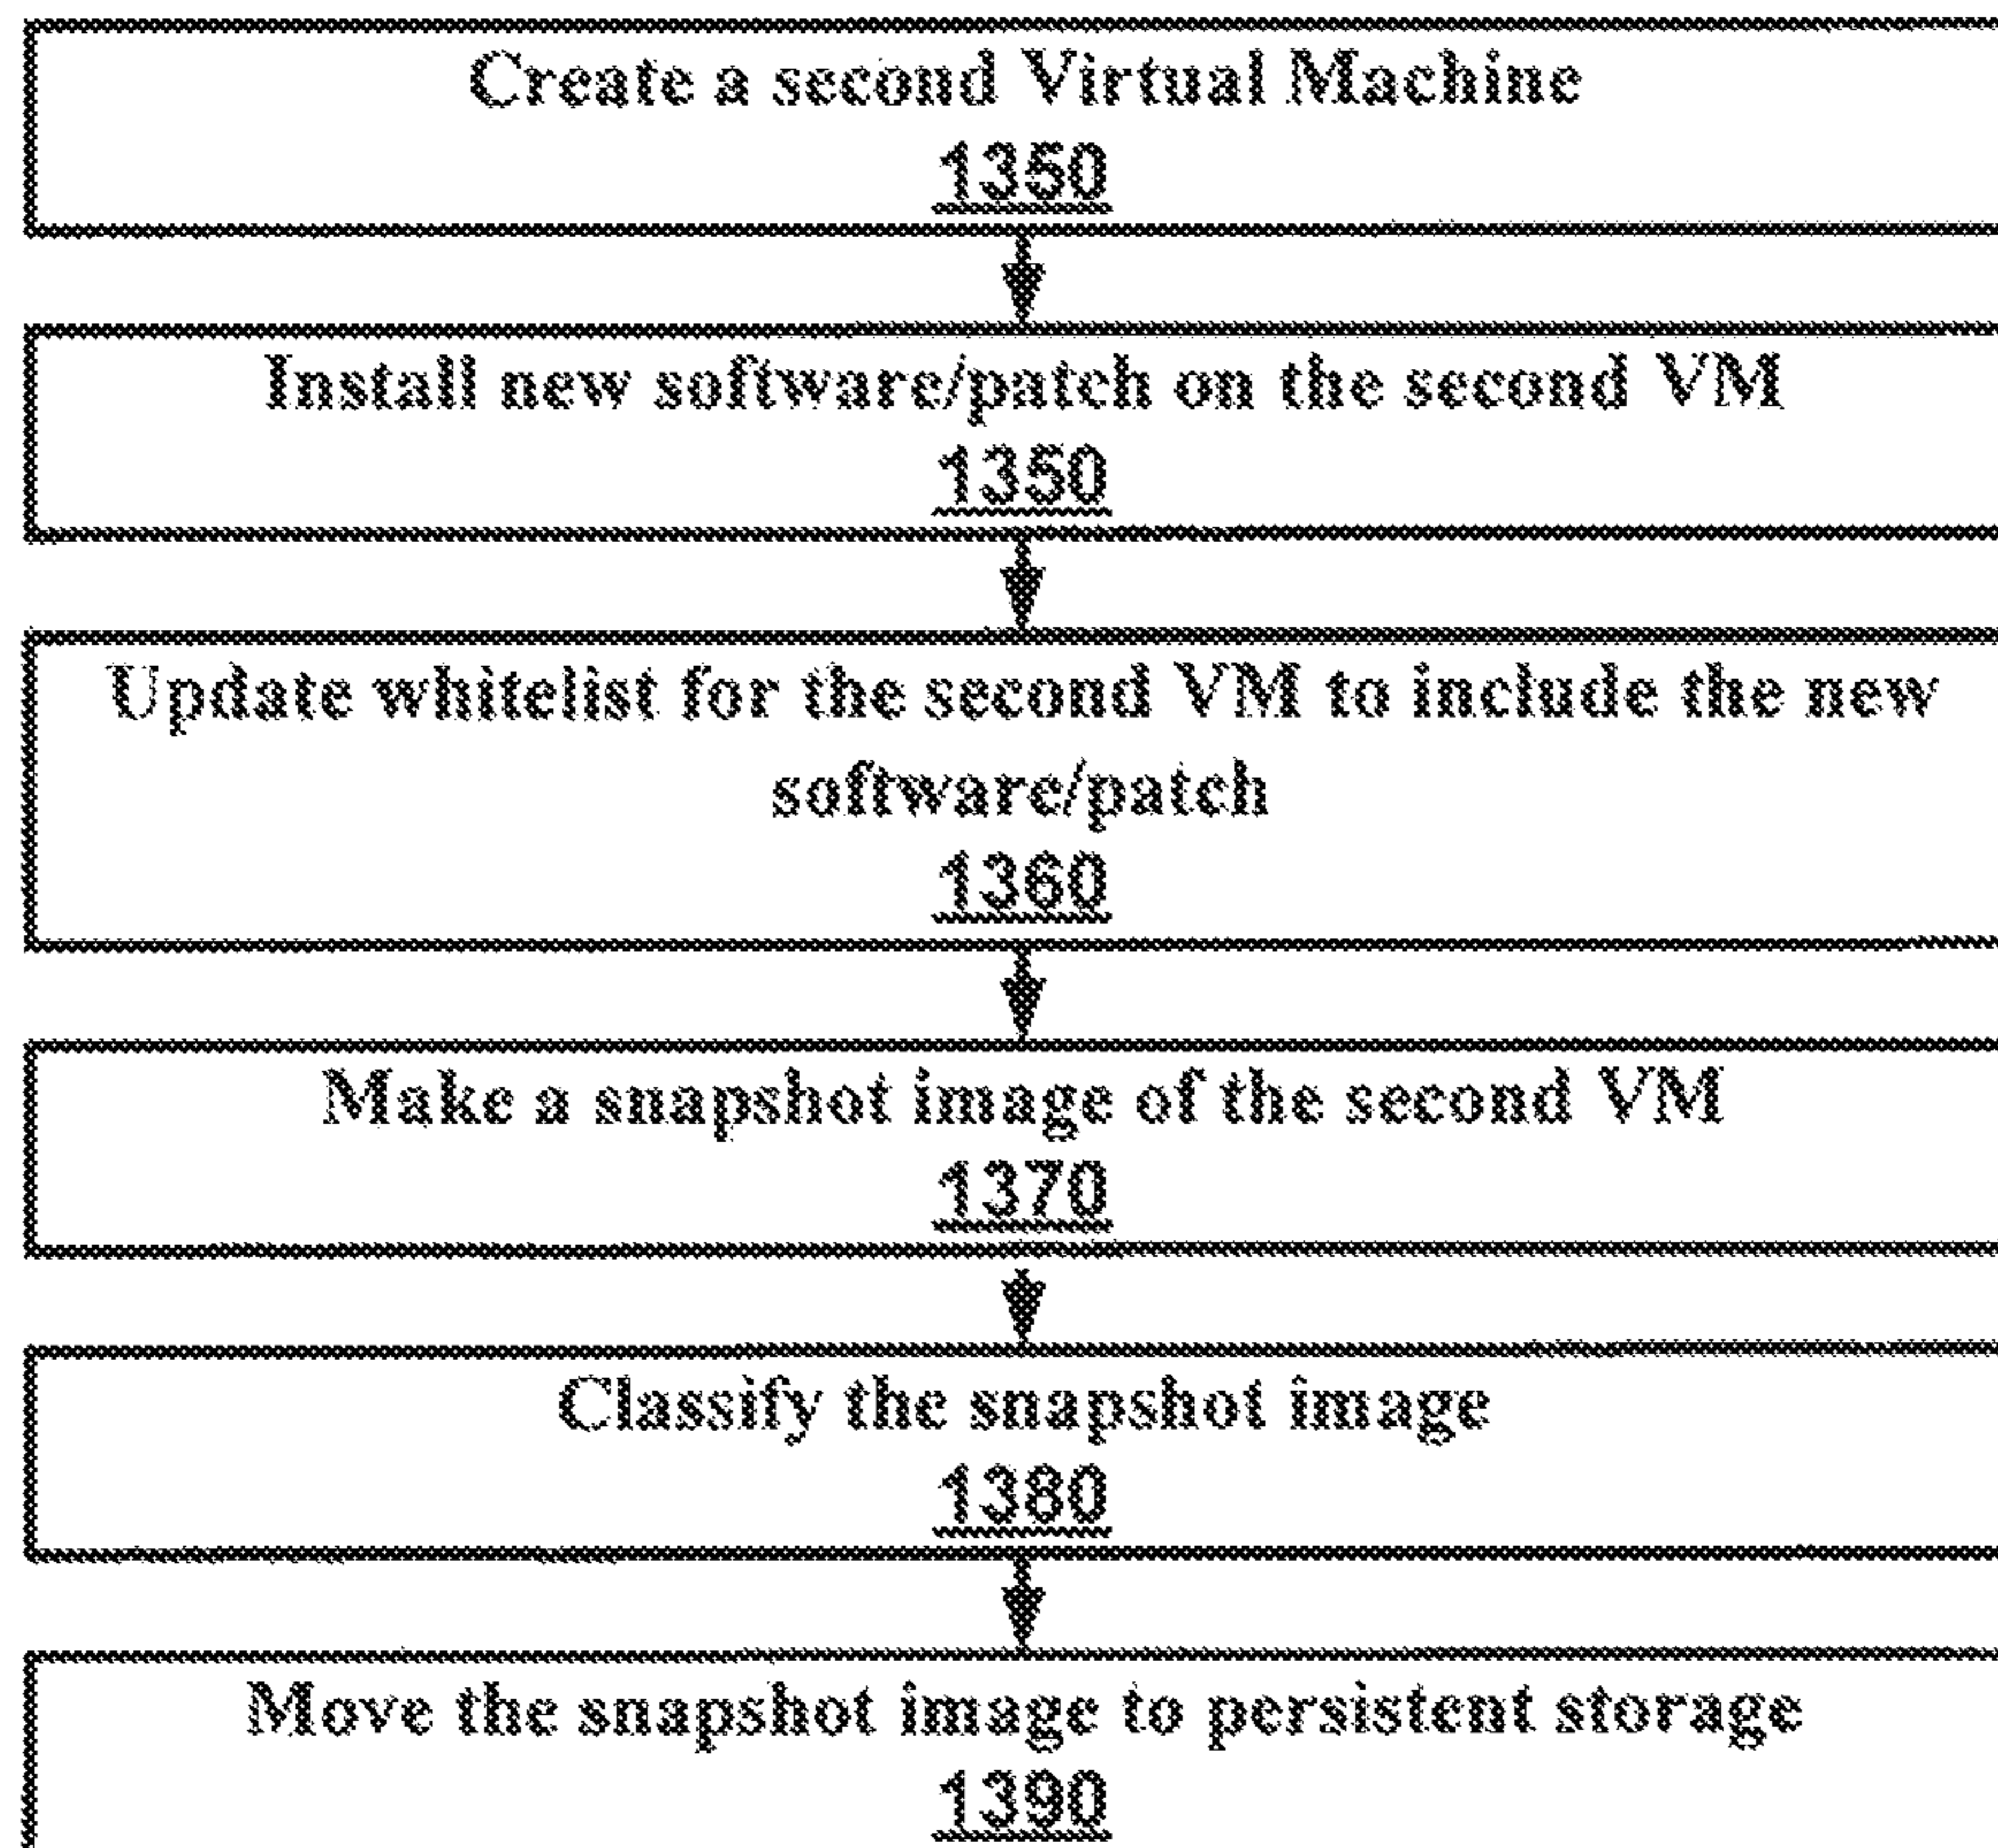 Create a second Virtual Machine
1350
Install new software/patch on the second VM
1350
Update whitelist for the second VM to include the new
software/patch
1360
Make a snapshot image of the second VM
1370
Classify the snapshot image
1380
Move the snapshot image to persistent storage
1390